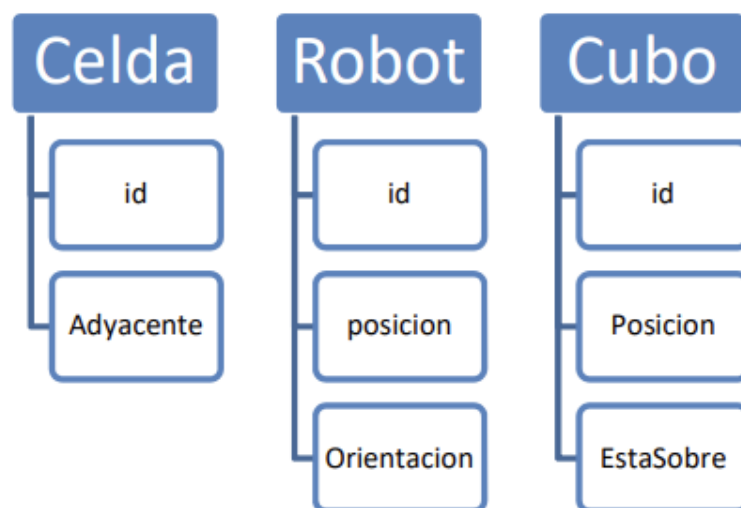 Celda
id
Adyacente
Robot
id
posicion
Orientacion
Cubo
id
Posicion
EstaSobre